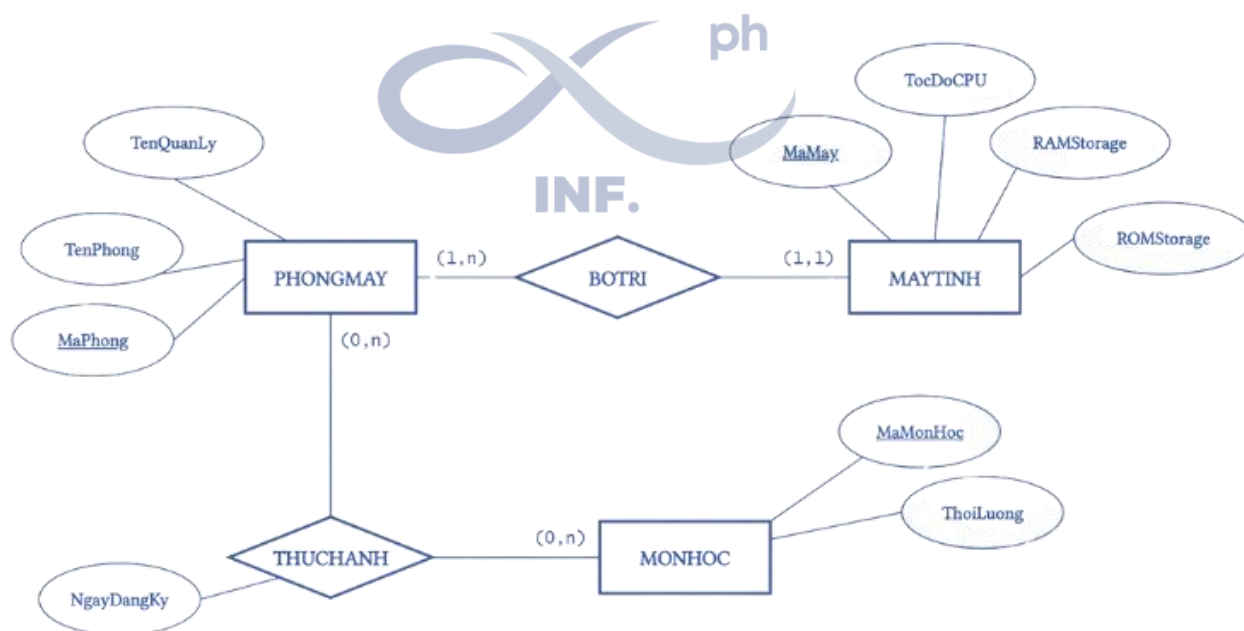 ph
INF.
TenQuanLy
TenPhong
MaPhong
PHONGMAY
(1,n)
BOTRI
(1,1)
MAYTINH
MaMay
TocDoCPU
RAMStorage
ROMStorage
(0,n)
THUCHANH
NgayDangKy
(0,n)
MONHOC
MaMonHoc
ThoiLuong